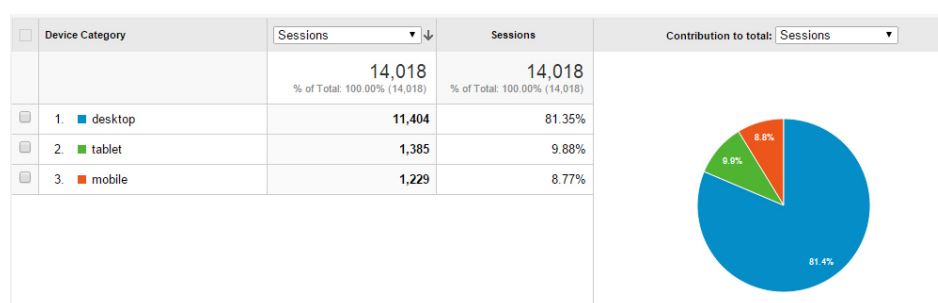 Device Category Sessions Sessions Contribution to total: Sessions
14,018 14,018
% of Total: 100.00% (14,018) % of Total: 100.00% (14,018)
1. desktop 11,404 81.35%
2. tablet 1,385 9.88%
3. mobile 1,229 8.77%
8.8%
9.9%
81.4%